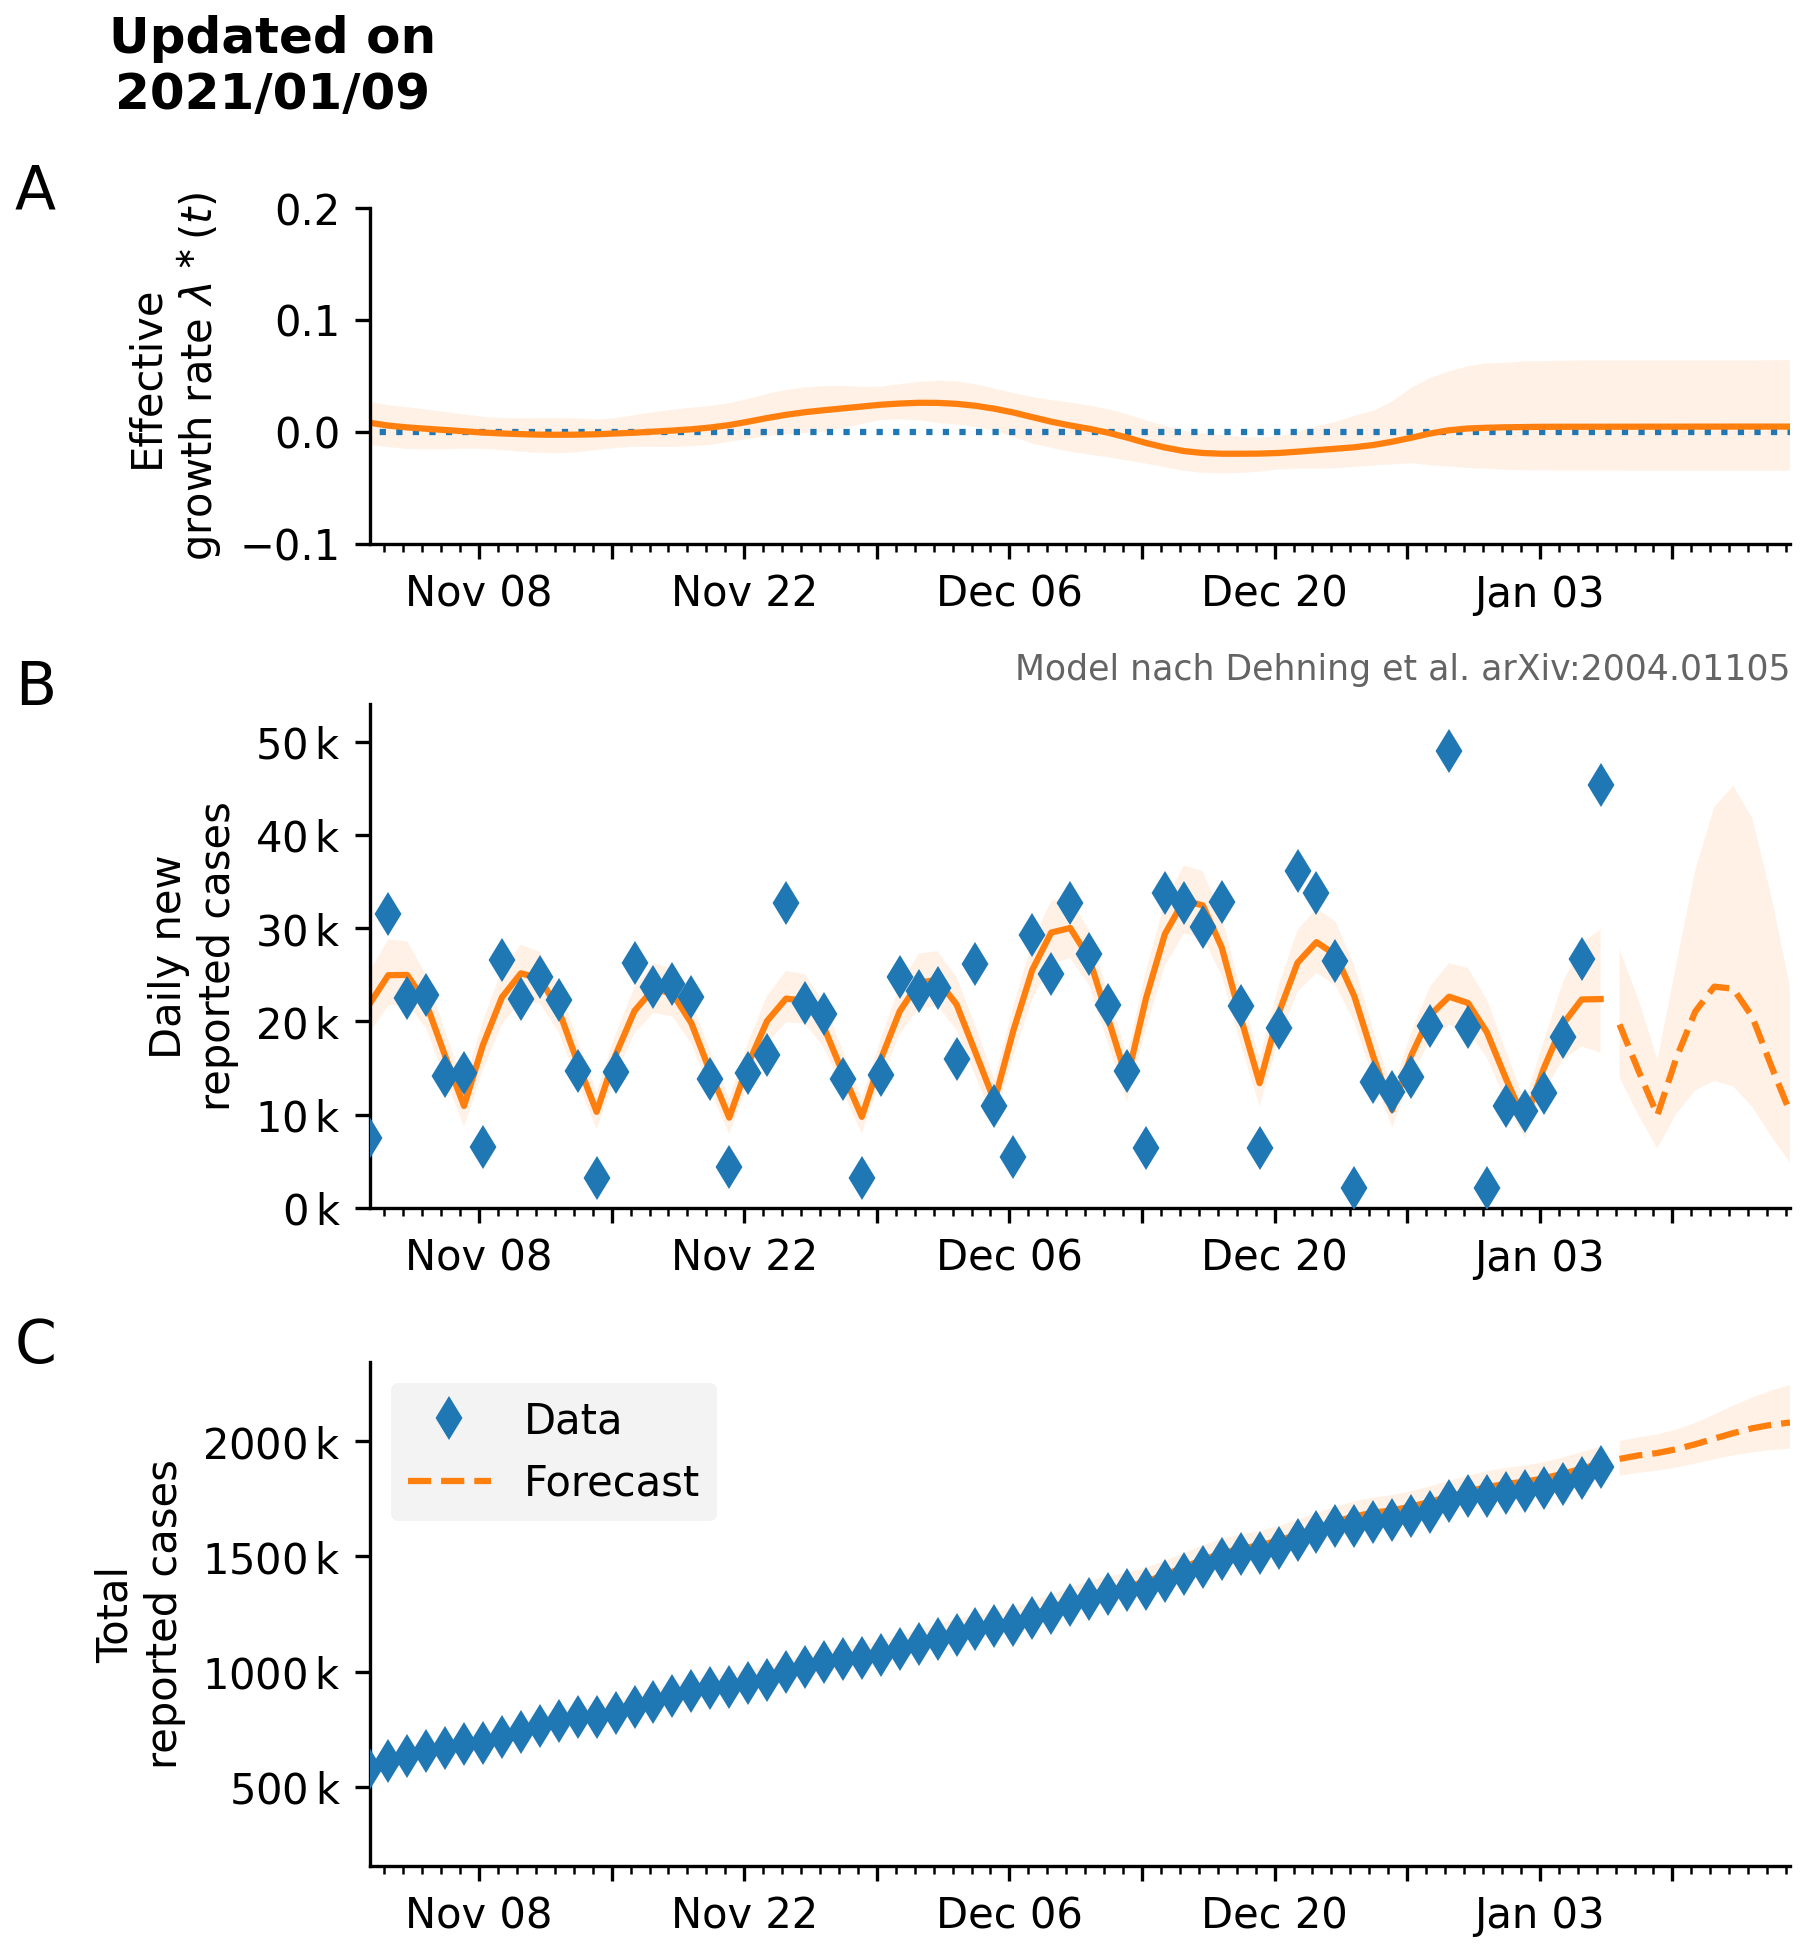 Updated on
2021/01/09
A
Effective
growth rate λ * (t)
0.2
0.1
0.0
−0.1
Nov 08 Nov 22 Dec 06 Dec 20 Jan 03
Model nach Dehning et al. arXiv:2004.01105
B
Daily new
reported cases
50 k
40 k
30 k
20 k
10 k
0 k
Nov 08 Nov 22 Dec 06 Dec 20 Jan 03
C
Total
reported cases
2000 k
1500 k
1000 k
500 k
Data
Forecast
Nov 08 Nov 22 Dec 06 Dec 20 Jan 03